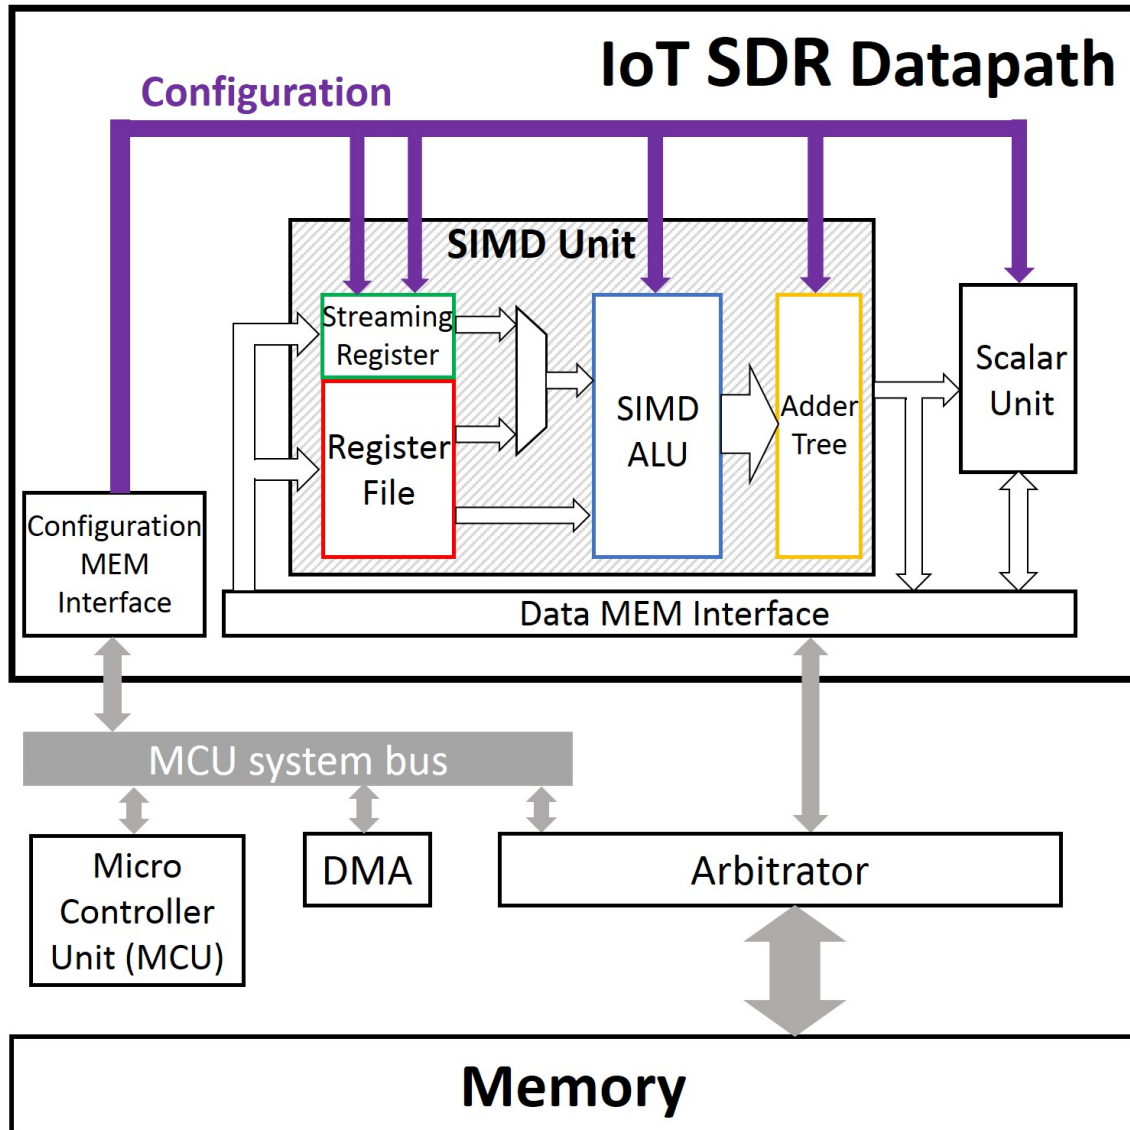 IoT SDR Datapath
Configuration
SIMD Unit
Streaming
Register
Register
File
SIMD
ALU
Adder
Tree
Scalar
Unit
Configuration
MEM
Interface
Data MEM Interface
MCU system bus
Micro
Controller
Unit (MCU)
DMA
Arbitrator
Memory